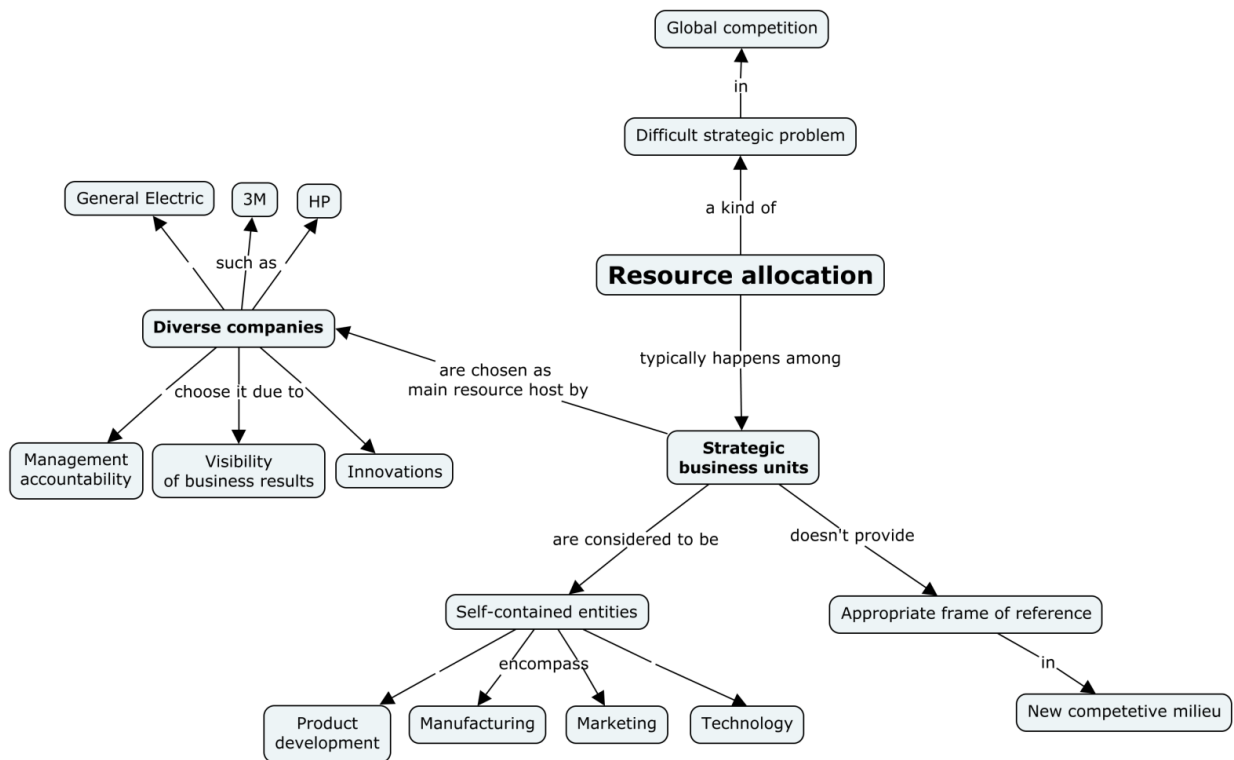 Global competition
in
Difficult strategic problem
a kind of
Resource allocation
typically happens among
General Electric
3M
HP
such as
Diverse companies
are chosen as
main resource host by
choose it due to
Management
accountability
Visibility
of business results
Innovations
Strategic
business units
are considered to be
doesn't provide
Self-contained entities
Appropriate frame of reference
encompass
in
Product
development
Manufacturing
Marketing
Technology
New competetive milieu